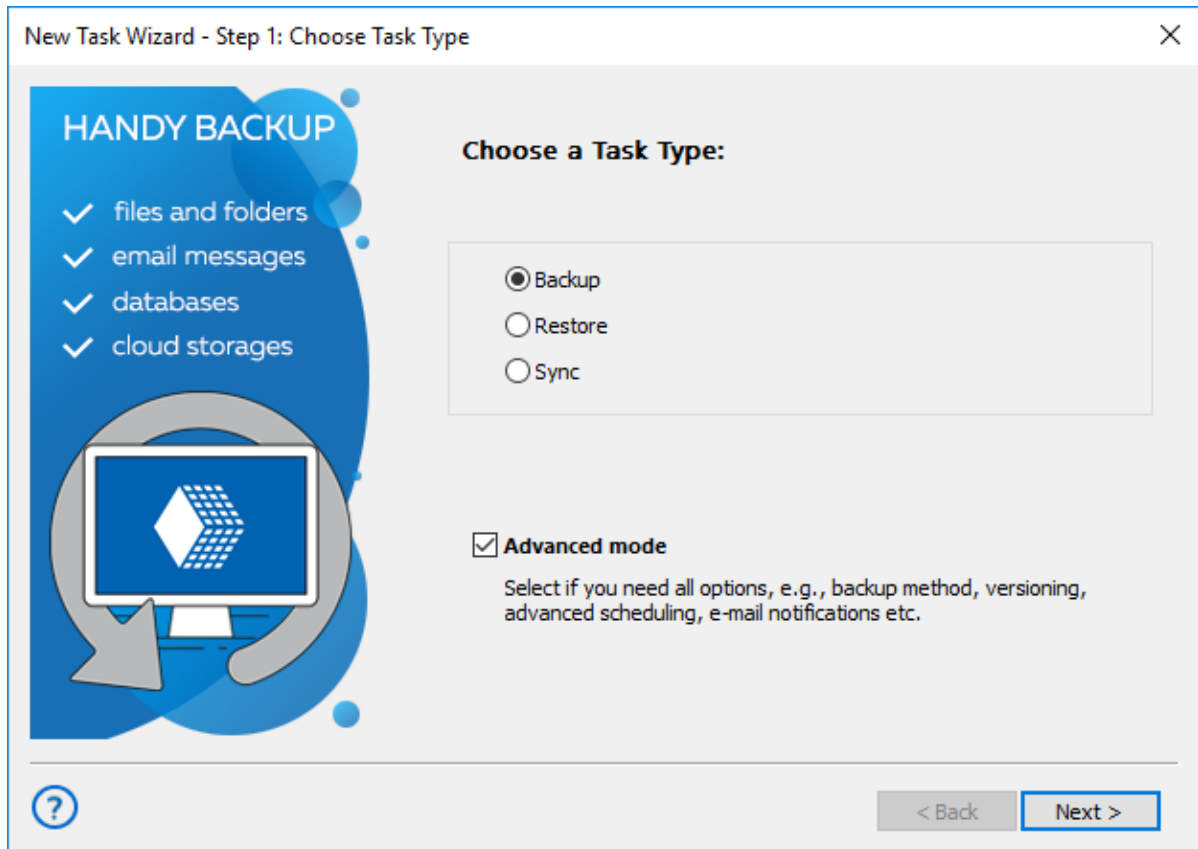 New Task Wizard - Step 1: Choose Task Type
HANDY BACKUP
files and folders
email messages
databases
cloud storages
Choose a Task Type:
Backup
Restore
Sync
Advanced mode
Select if you need all options, e.g., backup method, versioning,
advanced scheduling, e-mail notifications etc.
?
< Back
Next >